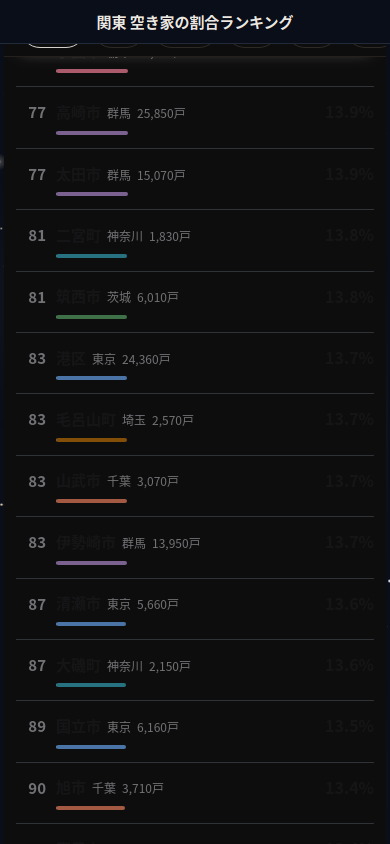 関東 空き家の割合ランキング
77 高崎市 群馬 25,850戸 13.9%
77 太田市 群馬 15,070戸 13.9%
81 二宮町 神奈川 1,830戸 13.8%
81 筑西市 茨城 6,010戸 13.8%
83 港区 東京 24,360戸 13.7%
83 毛呂山町 埼玉 2,570戸 13.7%
83 山武市 千葉 3,070戸 13.7%
83 伊勢崎市 群馬 13,950戸 13.7%
87 清瀬市 東京 5,660戸 13.6%
87 大磯町 神奈川 2,150戸 13.6%
89 国立市 東京 6,160戸 13.5%
90 旭市 千葉 3,710戸 13.4%